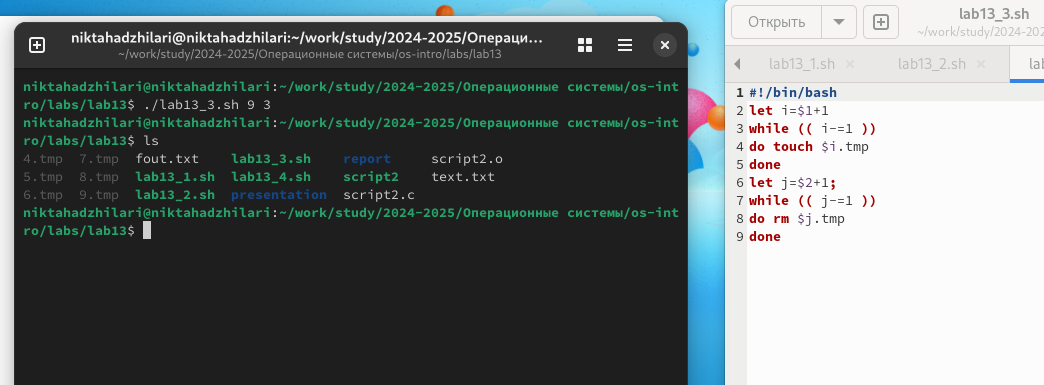 niktahadzhilari@niktahadzhilari:~/work/study/2024-2025/Операци…
~/work/study/2024-2025/Операционные системы/os-intro/labs/lab13
niktahadzhilari@niktahadzhilari:~/work/study/2024-2025/Операционные системы/os-int
ro/labs/lab13$ ./lab13_3.sh 9 3
niktahadzhilari@niktahadzhilari:~/work/study/2024-2025/Операционные системы/os-int
ro/labs/lab13$ ls
4.tmp 7.tmp fout.txt lab13_3.sh report script2.o
5.tmp 8.tmp lab13_1.sh lab13_4.sh script2 text.txt
6.tmp 9.tmp lab13_2.sh presentation script2.c
niktahadzhilari@niktahadzhilari:~/work/study/2024-2025/Операционные системы/os-int
ro/labs/lab13$
Открыть
lab13_3.sh
~/work/study/2024-202
lab13_1.sh
lab13_2.sh
lab
1 #!/bin/bash
2 let i=$1+1
3 while (( i-=1 ))
4 do touch $i.tmp
5 done
6 let j=$2+1;
7 while (( j-=1 ))
8 do rm $j.tmp
9 done